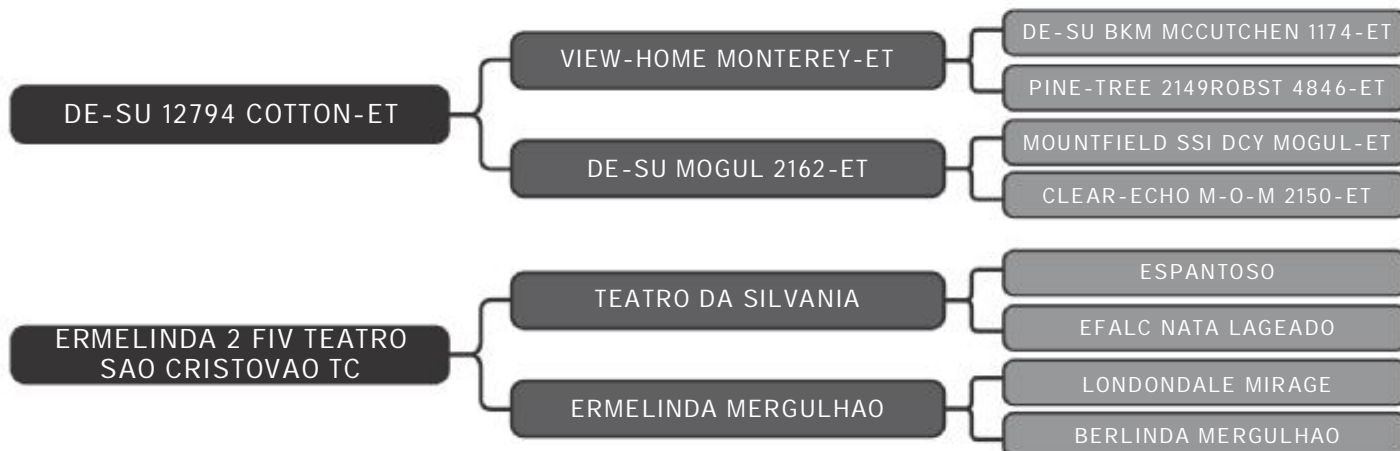 DE-SU 12794 COTTON-ET
VIEW-HOME MONTEREY-ET
DE-SU BKM MCCUTCHEN 1174-ET
PINE-TREE 2149ROBST 4846-ET
DE-SU MOGUL 2162-ET
MOUNTFIELD SSI DCY MOGUL-ET
CLEAR-ECHO M-O-M 2150-ET
ERMELINDA 2 FIV TEATRO
SAO CRISTOVAO TC
TEATRO DA SILVANIA
ESPANTOSO
EFALC NATA LAGEADO
ERMELINDA MERGULHAO
LONDONDALE MIRAGE
BERLINDA MERGULHAO